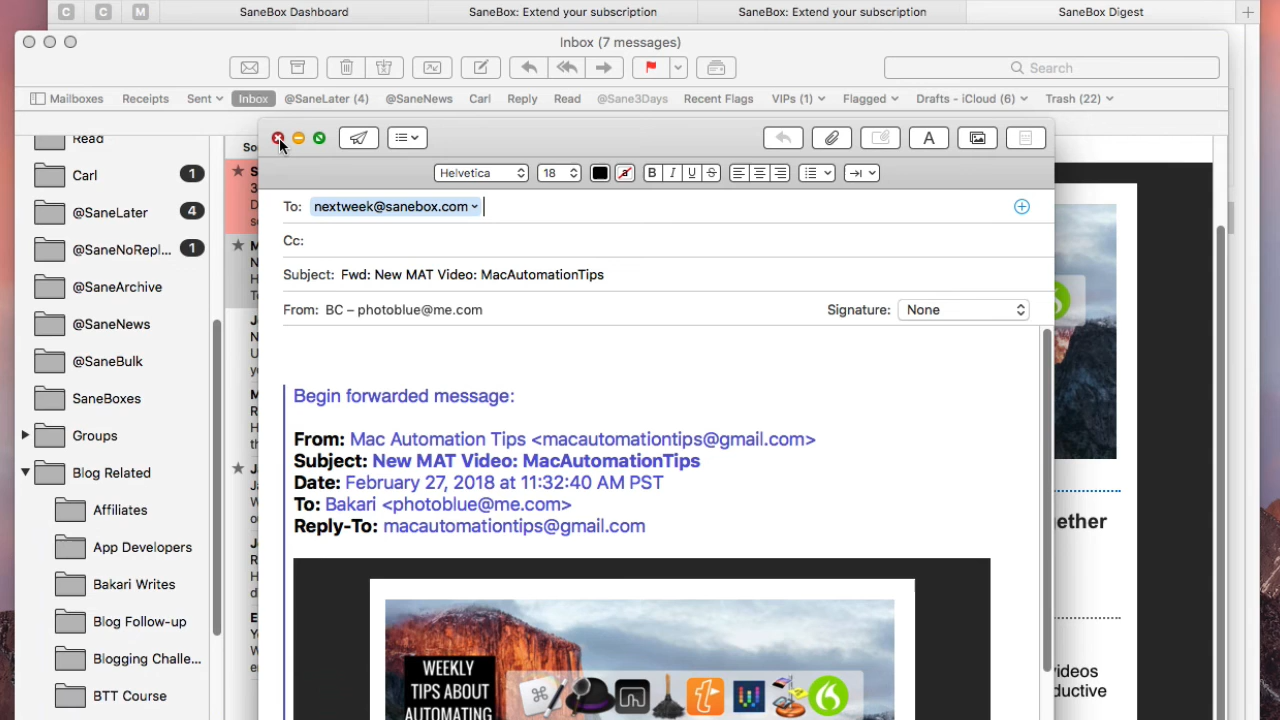 C
C
M
SaneBox Dashboard
SaneBox: Extend your subscription
SaneBox: Extend your subscription
SaneBox Digest
Inbox (7 messages)
Search
Mailboxes
Receipts
Sent
Inbox
@SaneLater (4)
@SaneNews
Carl
Reply
Read
@Sane3Days
Recent Flags
VIPs (1)
Flagged
Drafts - iCloud (6)
Trash (22)
Read
Carl
1
@SaneLater
4
@SaneNoRepl...
1
@SaneArchive
@SaneNews
@SaneBulk
SaneBoxes
Groups
Blog Related
Affiliates
App Developers
Bakari Writes
Blog Follow-up
Blogging Challe...
BTT Course
So
Helvetica
18
B I U S
To: nextweek@sanebox.com
Cc:
Subject: Fwd: New MAT Video: MacAutomationTips
From: BC – photoblue@me.com
Signature: None
Begin forwarded message:
From: Mac Automation Tips <macautomationtips@gmail.com>
Subject: New MAT Video: MacAutomationTips
Date: February 27, 2018 at 11:32:40 AM PST
To: Bakari <photoblue@me.com>
Reply-To: macautomationtips@gmail.com
WEEKLY
TIPS ABOUT
AUTOMATING
ether
ideos
ductive